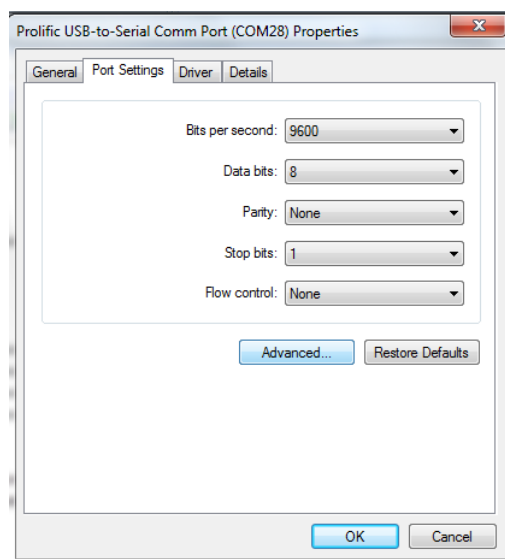 Prolific USB-to-Serial Comm Port (COM28) Properties
General Port Settings Driver Details
Bits per second: 9600
Data bits: 8
Parity: None
Stop bits: 1
Flow control: None
Advanced... Restore Defaults
OK Cancel